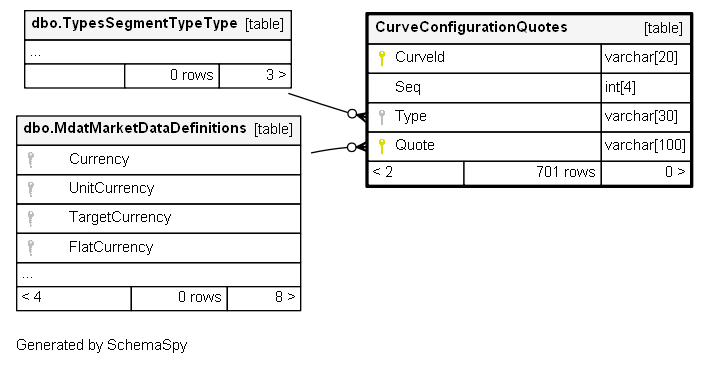 dbo.TypesSegmentTypeType [table]
...
0 rows 3 >
dbo.MdatMarketDataDefinitions [table]
Currency
UnitCurrency
TargetCurrency
FlatCurrency
...
< 4 0 rows 8 >
CurveConfigurationQuotes [table]
CurveId varchar[20]
Seq int[4]
Type varchar[30]
Quote varchar[100]
< 2 701 rows 0 >
Generated by SchemaSpy